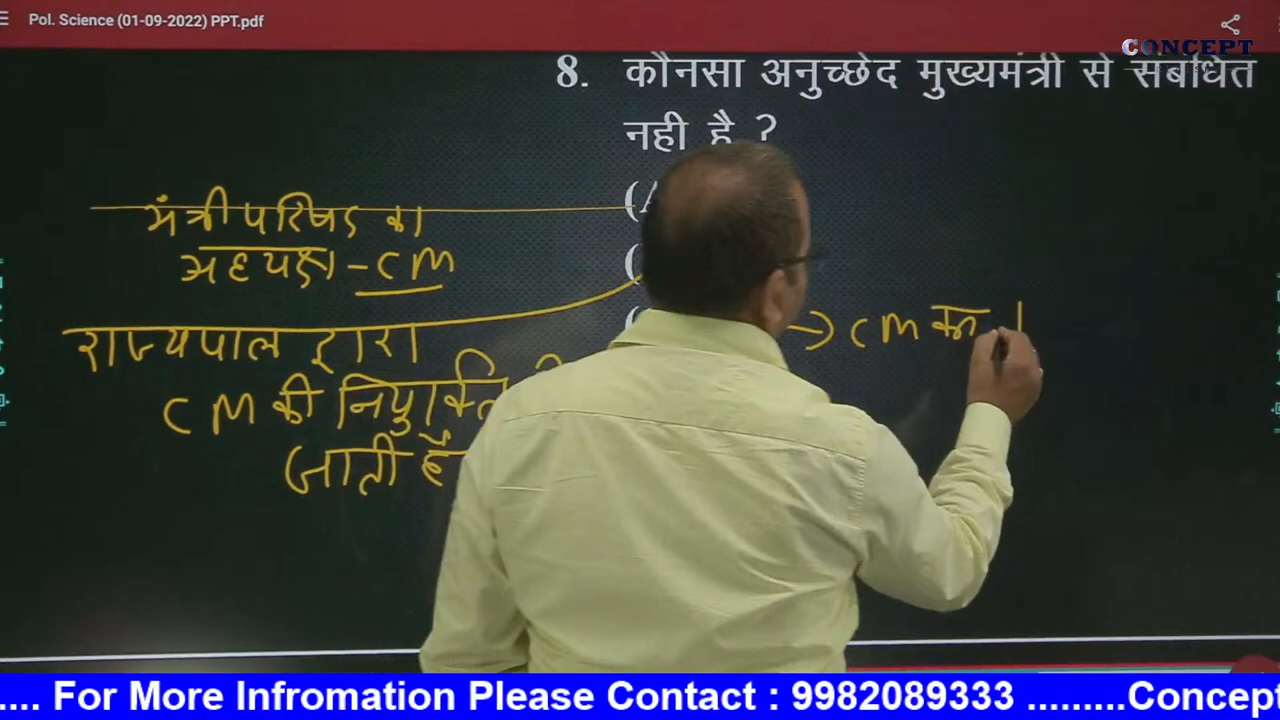 Pol. Science (01-09-2022) PPT.pdf
CONCEPT
8. कौनसा अनुच्छेद मुख्यमंत्री से संबधित
नही है ?
(A
(
(
मंत्री परिषद का
अध्यक्ष - CM
राज्यपाल द्वारा
CM की नियुक्ति
जाती है
→ CM का
.... For More Infromation Please Contact : 9982089333 .........Concept